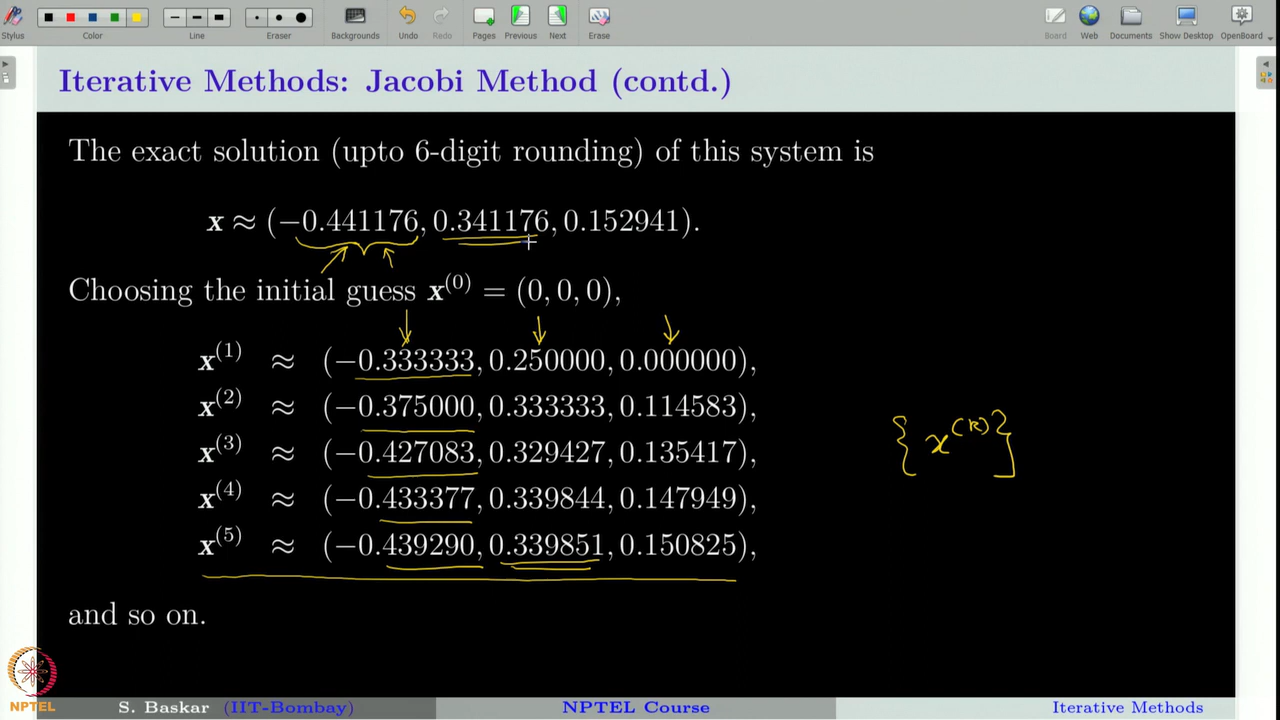 Stylus Color Line Eraser Backgrounds Undo Redo Pages Previous Next Erase Board Web Documents Show Desktop OpenBoard
Iterative Methods: Jacobi Method (contd.)
The exact solution (upto 6-digit rounding) of this system is
x ≈ (−0.441176, 0.341176, 0.152941).
Choosing the initial guess x^(0) = (0, 0, 0),
x^(1) ≈ (−0.333333, 0.250000, 0.000000),
x^(2) ≈ (−0.375000, 0.333333, 0.114583),
x^(3) ≈ (−0.427083, 0.329427, 0.135417),
{x^(k)}
x^(4) ≈ (−0.433377, 0.339844, 0.147949),
x^(5) ≈ (−0.439290, 0.339851, 0.150825),
and so on.
NPTEL
S. Baskar (IIT-Bombay) NPTEL Course Iterative Methods